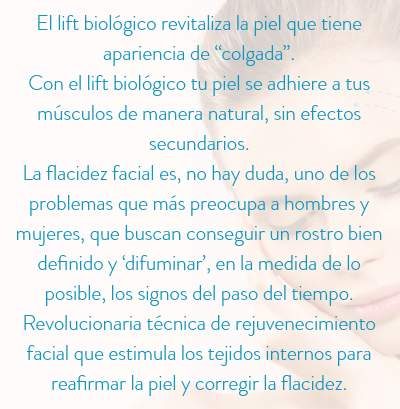 El lift biológico revitaliza la piel que tiene
apariencia de “colgada”.
Con el lift biológico tu piel se adhiere a tus
músculos de manera natural, sin efectos
secundarios.
La flacidez facial es, no hay duda, uno de los
problemas que más preocupa a hombres y
mujeres, que buscan conseguir un rostro bien
definido y ‘difuminar’, en la medida de lo
posible, los signos del paso del tiempo.
Revolucionaria técnica de rejuvenecimiento
facial que estimula los tejidos internos para
reafirmar la piel y corregir la flacidez.